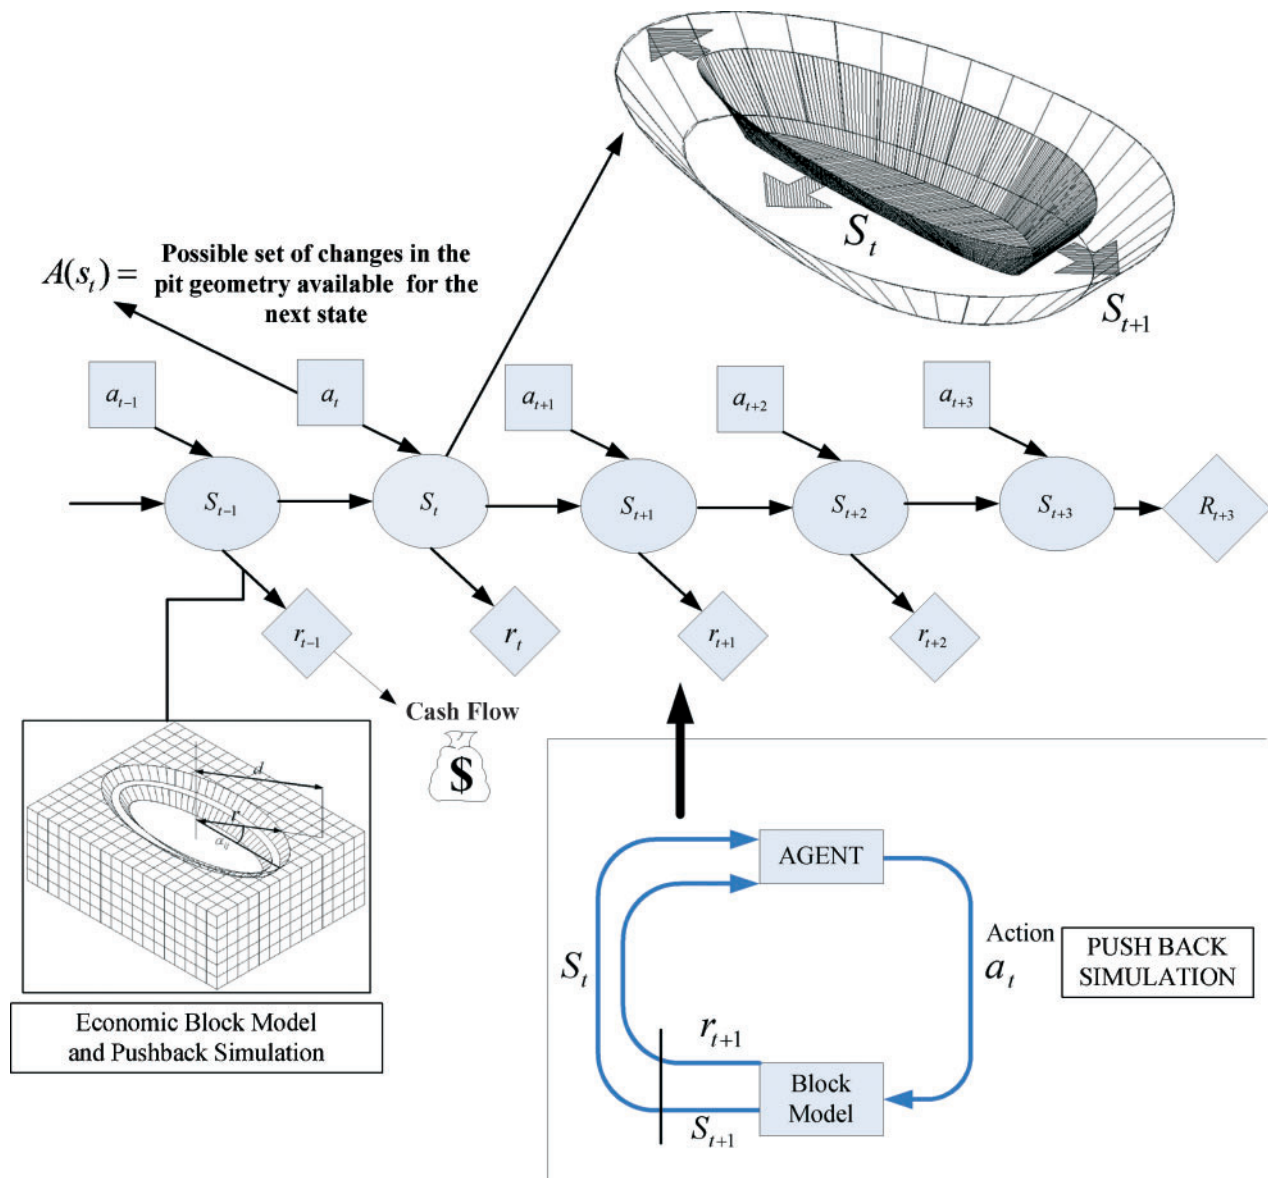 S_t
S_{t+1}
A(s_t) = Possible set of changes in the
pit geometry available for the
next state
a_{t-1}
a_t
a_{t+1}
a_{t+2}
a_{t+3}
S_{t-1}
S_t
S_{t+1}
S_{t+2}
S_{t+3}
R_{t+3}
r_{t-1}
r_t
r_{t+1}
r_{t+2}
Cash Flow
$
d
r
α_{ij}
Economic Block Model
and Pushback Simulation
AGENT
Action
a_t
PUSH BACK
SIMULATION
S_t
r_{t+1}
Block
Model
S_{t+1}